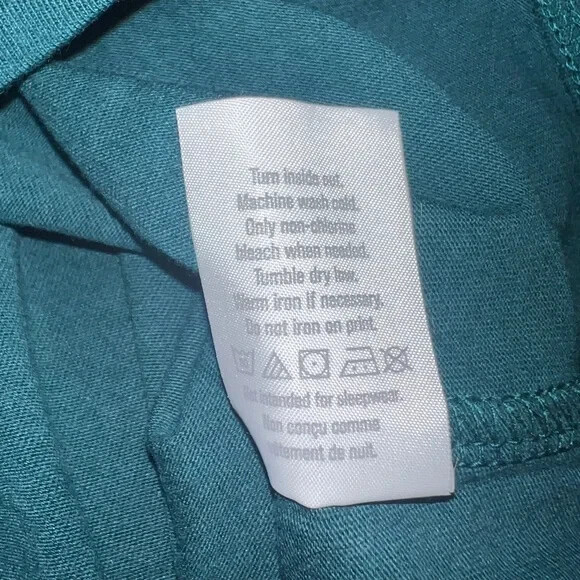 Turn inside out.
Machine wash cold.
Only non-chlorine
bleach when needed.
Tumble dry low.
Warm iron if necessary.
Do not iron on print.
Not intended for sleepwear.
Non conçu comme
vêtement de nuit.